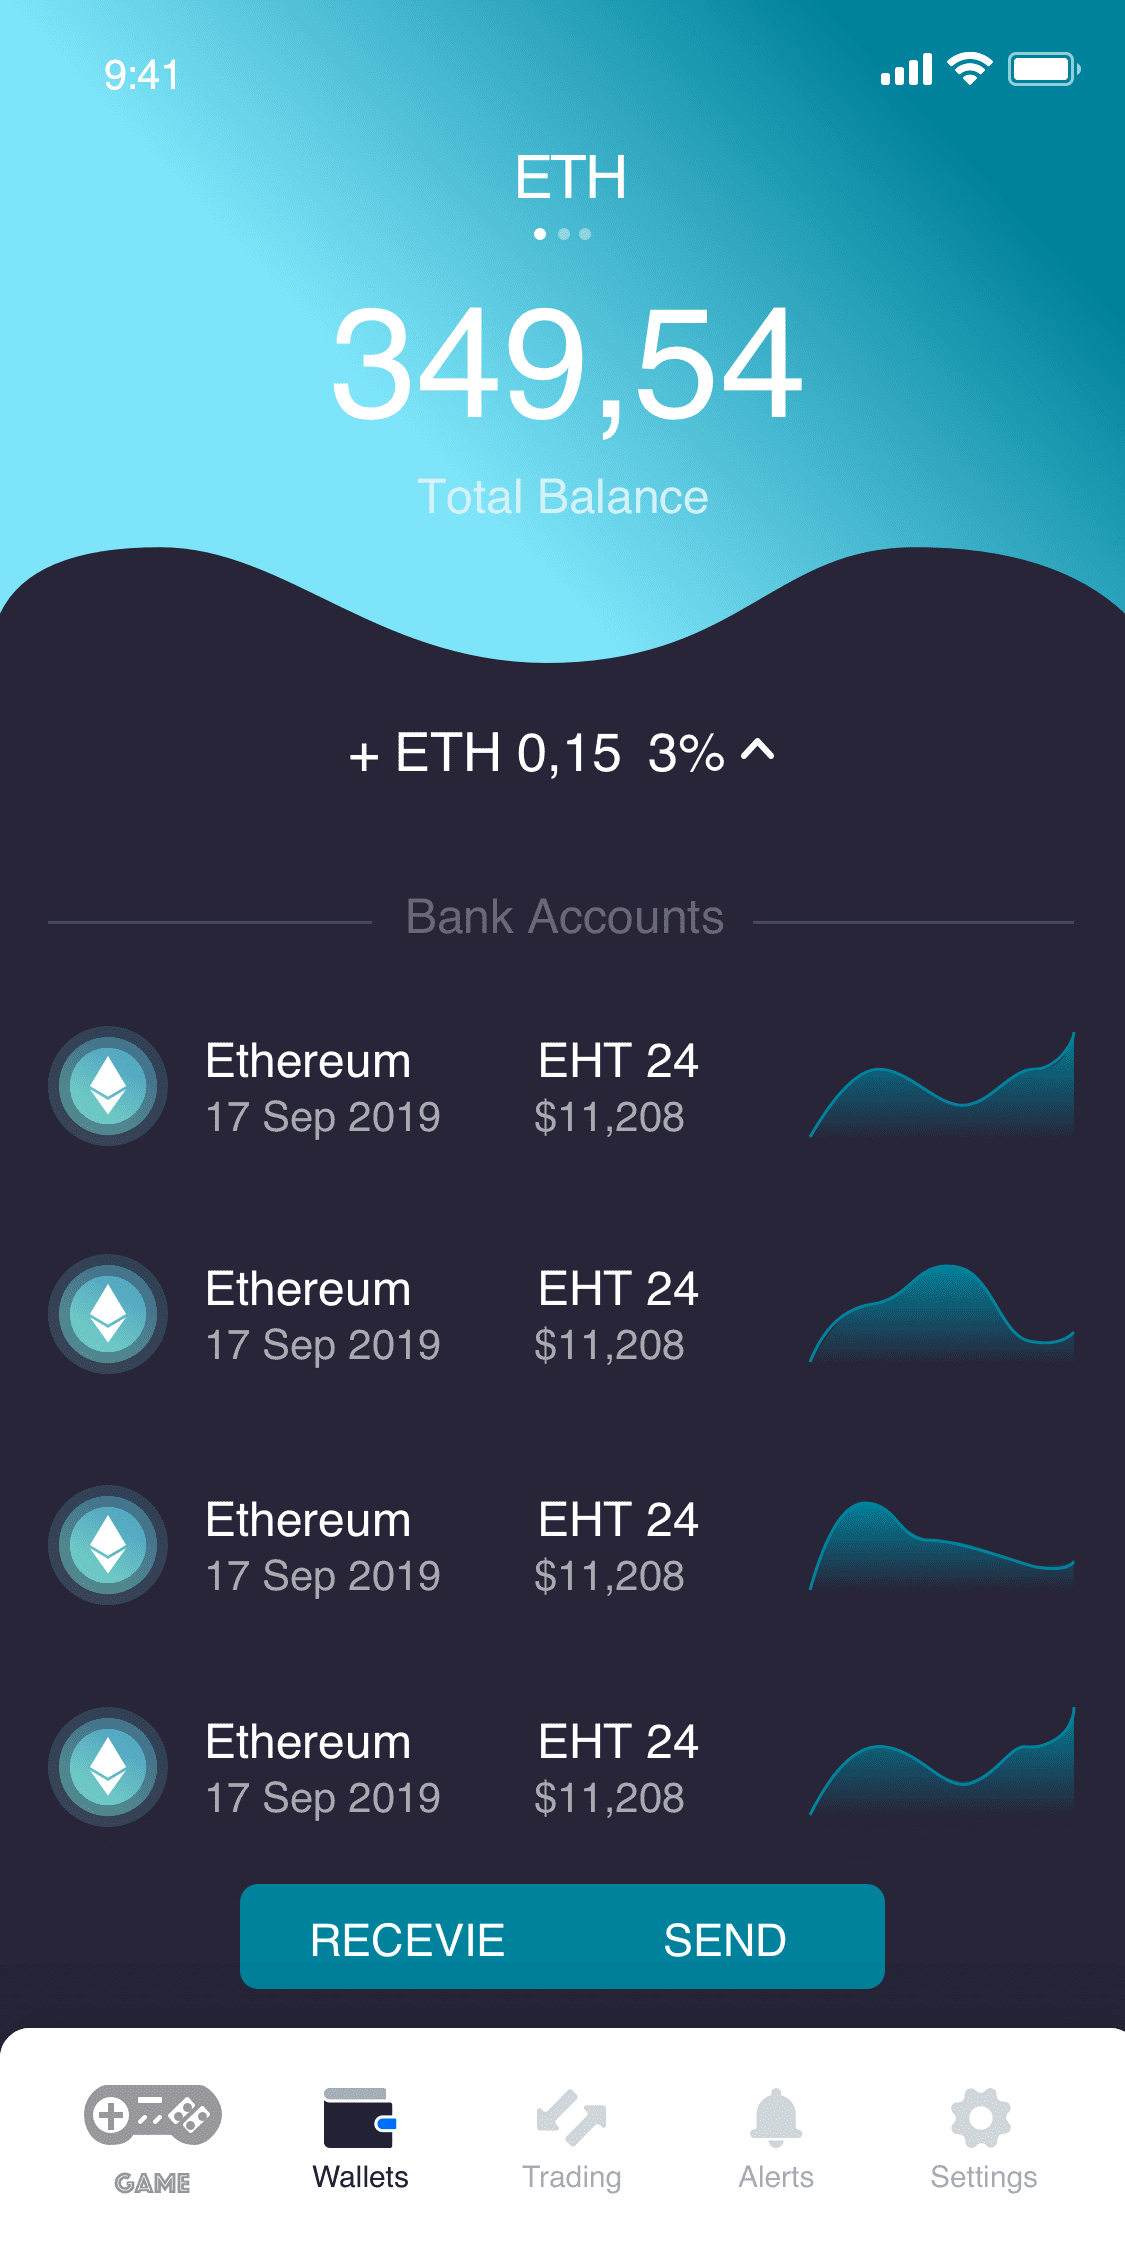 9:41
ETH
349,54
Total Balance
+ ETH 0,15 3%
Bank Accounts
Ethereum EHT 24
17 Sep 2019 $11,208
Ethereum EHT 24
17 Sep 2019 $11,208
Ethereum EHT 24
17 Sep 2019 $11,208
Ethereum EHT 24
17 Sep 2019 $11,208
RECEVIE SEND
GAME Wallets Trading Alerts Settings